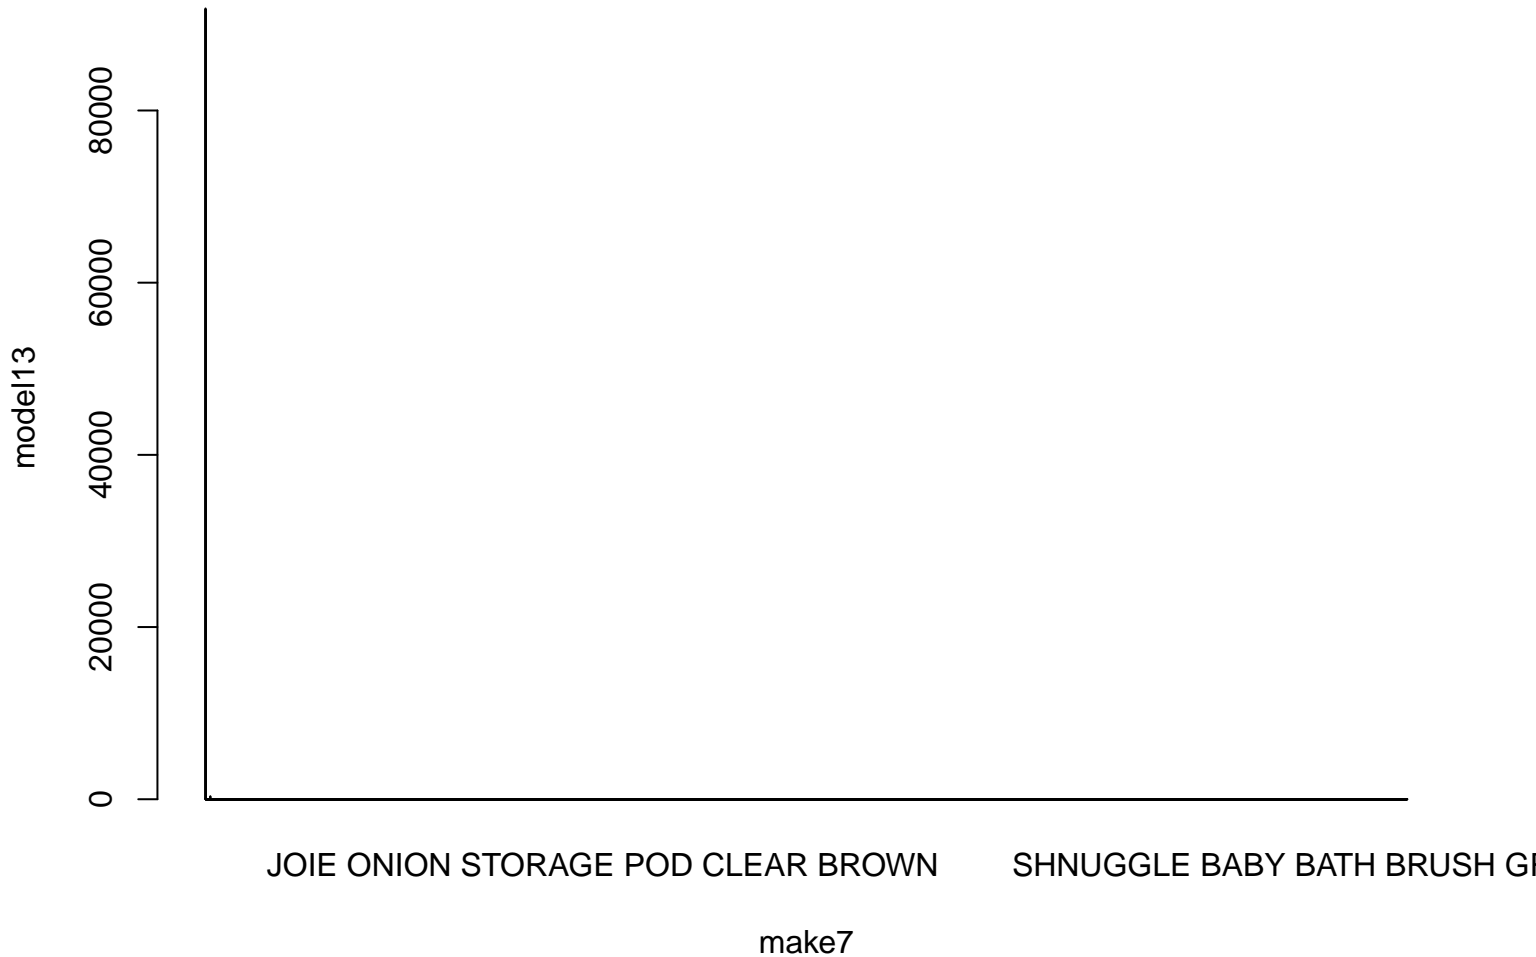 80000
60000
40000
20000
0
model13
JOIE ONION STORAGE POD CLEAR BROWN
SHNUGGLE BABY BATH BRUSH
make7